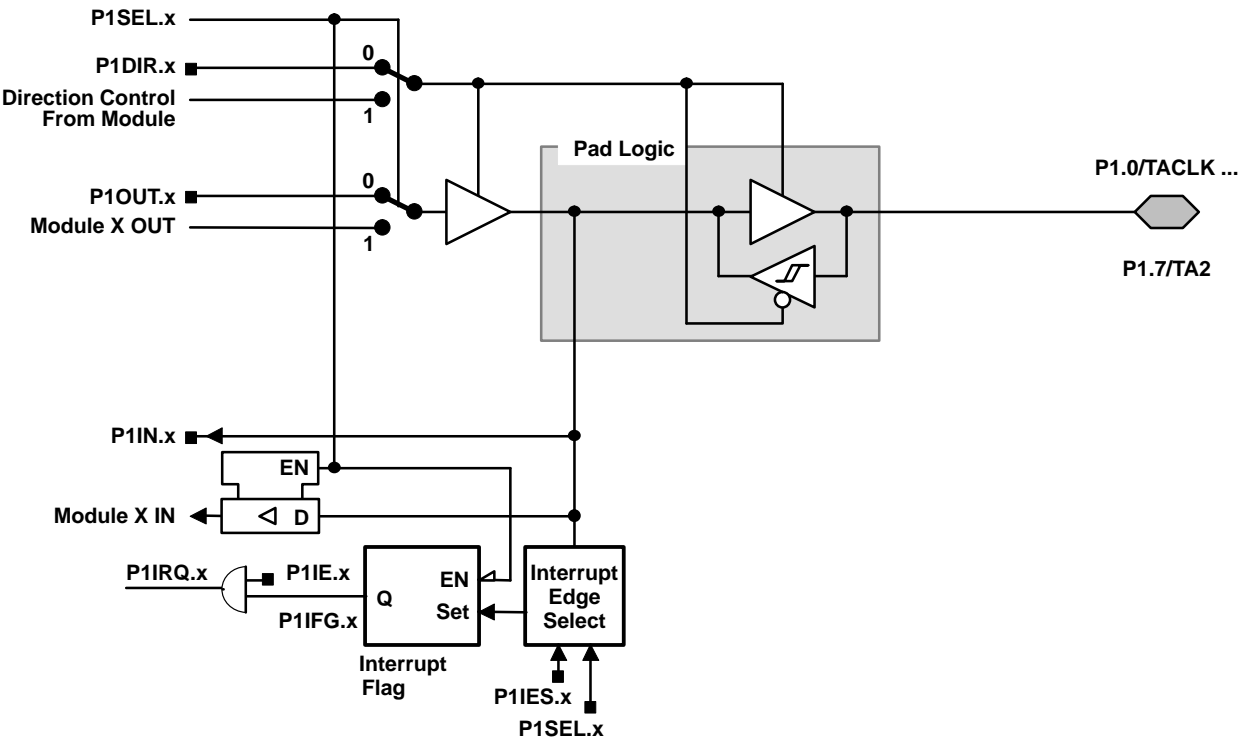 P1SEL.x
P1DIR.x
0
Direction Control
From Module
1
Pad Logic
P1.0/TACLK ...
P1OUT.x
0
Module X OUT
1
P1.7/TA2
P1IN.x
EN
Module X IN
D
P1IRQ.x
P1IE.x
P1IFG.x
Q
EN
Set
Interrupt
Edge
Select
Interrupt
Flag
P1IES.x
P1SEL.x